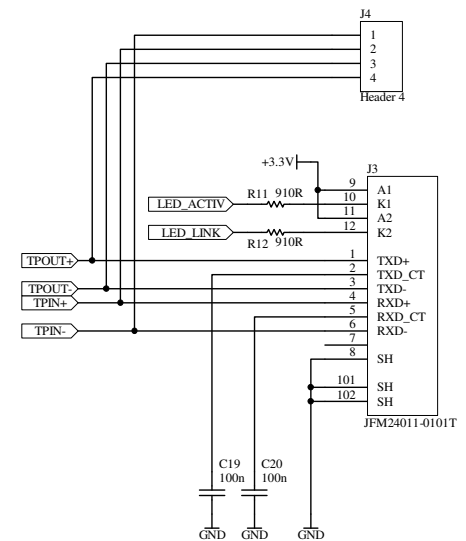 J4
1
2
3
4
Header 4
+3.3V
J3
9 A1
LED_ACTIV R11 910R 10 K1
11 A2
LED_LINK R12 910R 12 K2
TPOUT+ 1 TXD+
2 TXD_CT
TPOUT- 3 TXD-
TPIN+ 4 RXD+
5 RXD_CT
TPIN- 6 RXD-
7
8 SH
101 SH
102 SH
JFM24011-0101T
C19 C20
100n 100n
GND GND GND